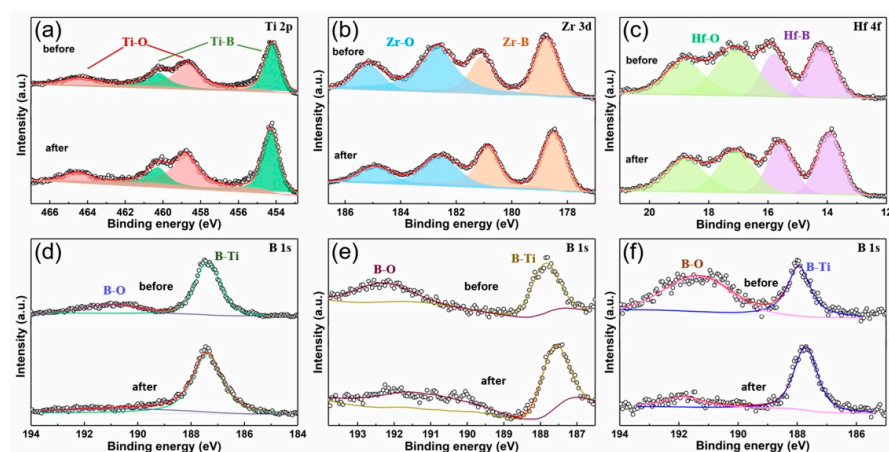 (a) Ti 2p
before
Ti-O Ti-B
after
Intensity (a.u.)
466 464 462 460 458 456 454
Binding energy (eV)
(b) Zr 3d
before
Zr-O Zr-B
after
Intensity (a.u.)
186 184 182 180 178
Binding energy (eV)
(c) Hf 4f
before
Hf-O Hf-B
after
Intensity (a.u.)
20 18 16 14 12
Binding energy (eV)
(d) B 1s
B-Ti
B-O
before
after
Intensity (a.u.)
194 192 190 188 186 184
Binding energy (eV)
(e) B 1s
B-O B-Ti
before
after
Intensity (a.u.)
193 192 191 190 189 188 187
Binding energy (eV)
(f) B 1s
B-O B-Ti
before
after
Intensity (a.u.)
194 192 190 188 186 184
Binding energy (eV)